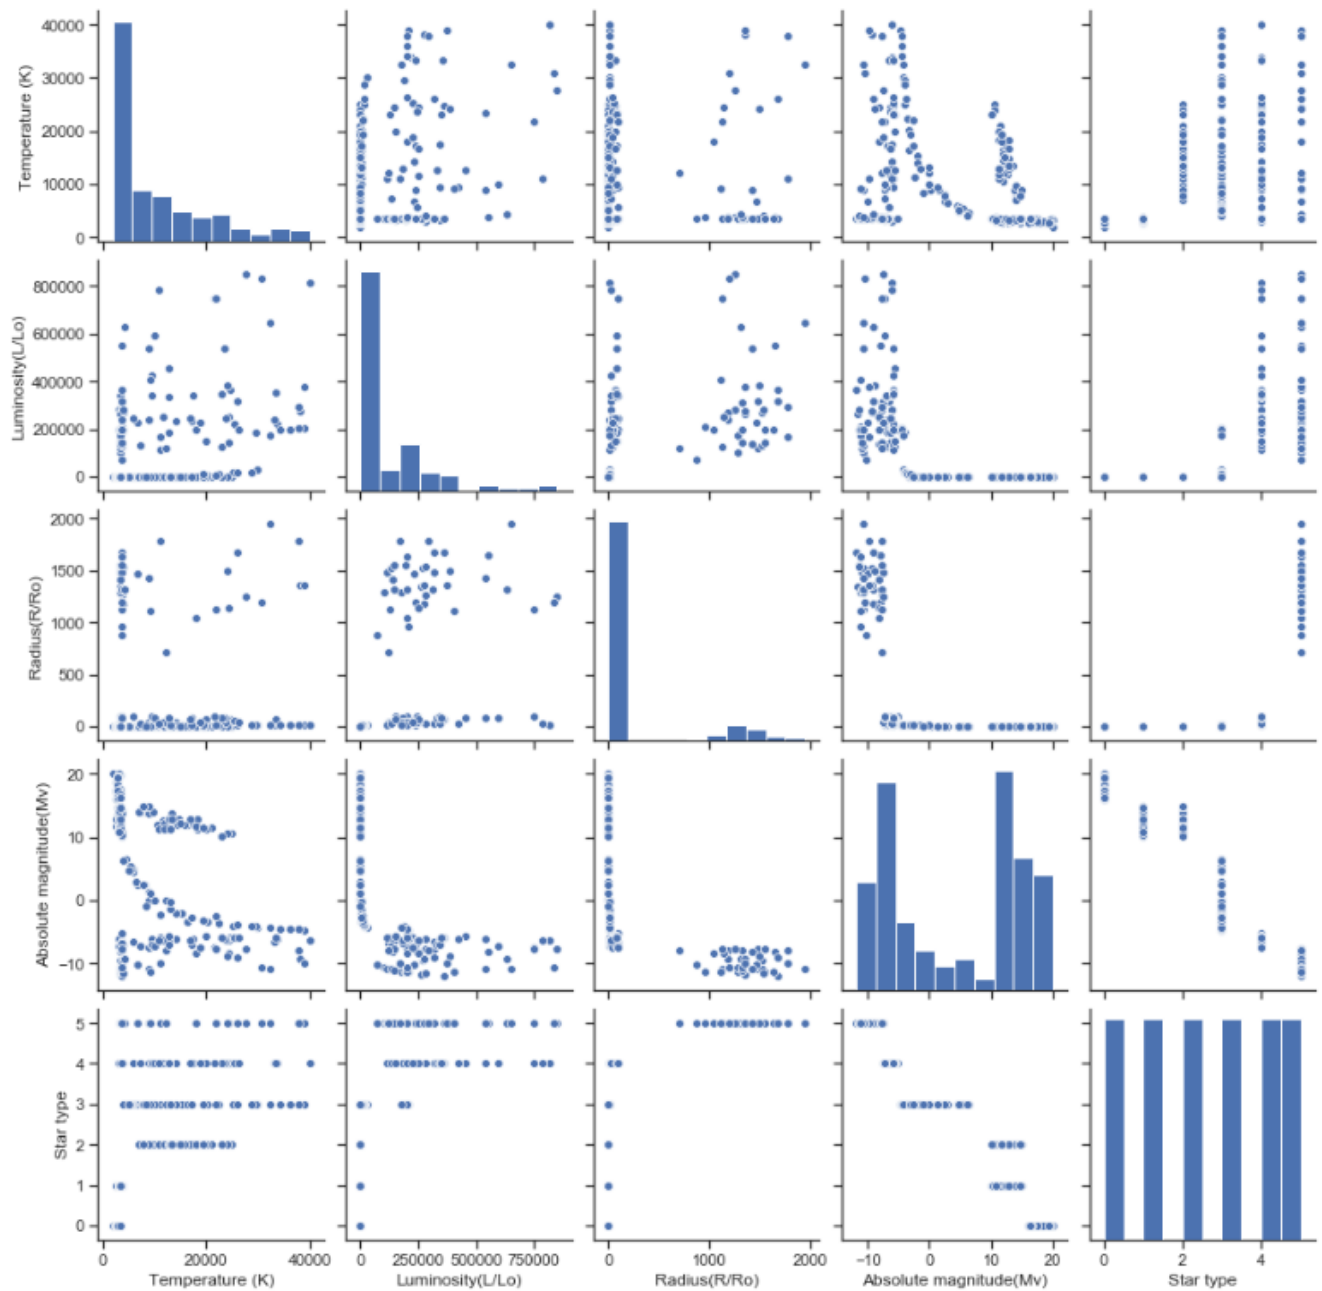 40000
30000
20000
10000
0
Temperature (K)
800000
600000
400000
200000
0
Luminosity(L/Lo)
2000
1500
1000
500
0
Radius(R/Ro)
20
10
0
−10
Absolute magnitude(Mv)
5
4
3
2
1
0
Star type
0 20000 40000
Temperature (K)
0 250000 500000 750000
Luminosity(L/Lo)
0 1000 2000
Radius(R/Ro)
−10 0 10 20
Absolute magnitude(Mv)
0 2 4
Star type